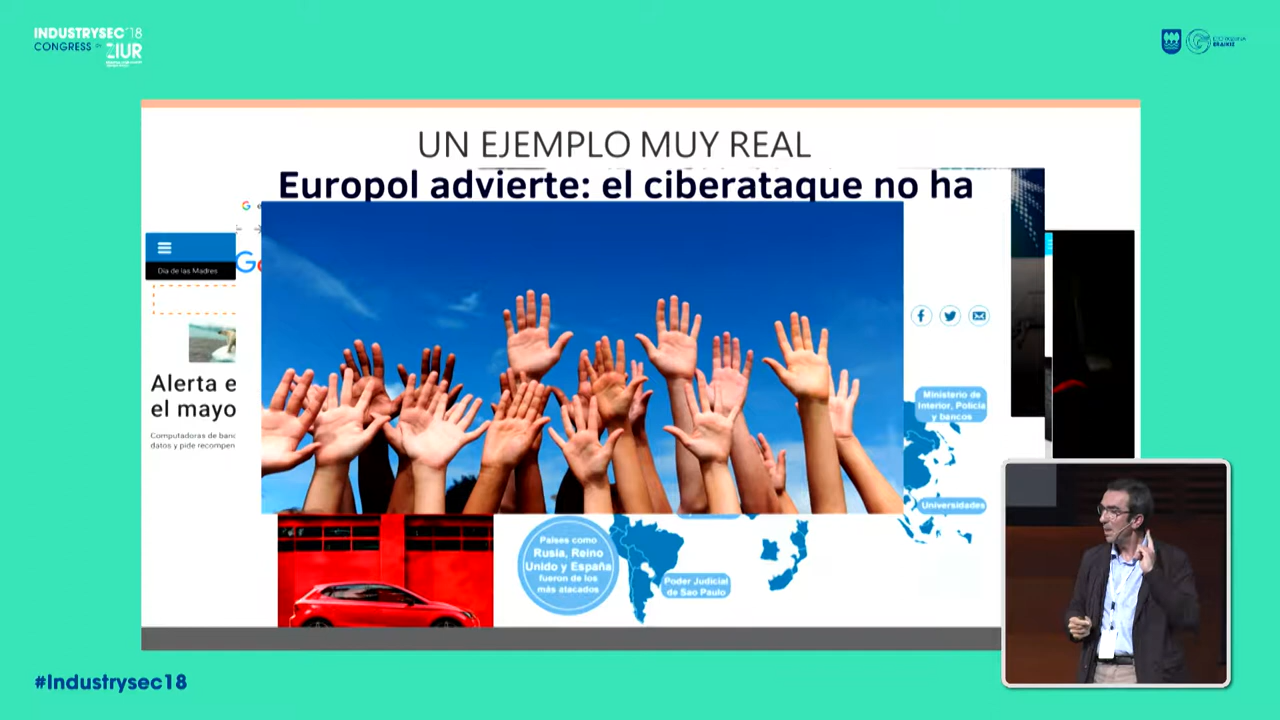 INDUSTRYSEC´18
CONGRESS BY ZIUR
UN EJEMPLO MUY REAL
Europol advierte: el ciberataque no ha
Día de las Madres
Alerta e
el mayo
Computadoras de banc
datos y pide recompen
Ministerio de
Interior, Policía
y bancos
Universidades
Países como
Rusia, Reino
Unido y España
fueron de los
más atacados
Poder Judicial
de Sao Paulo
#Industrysec18